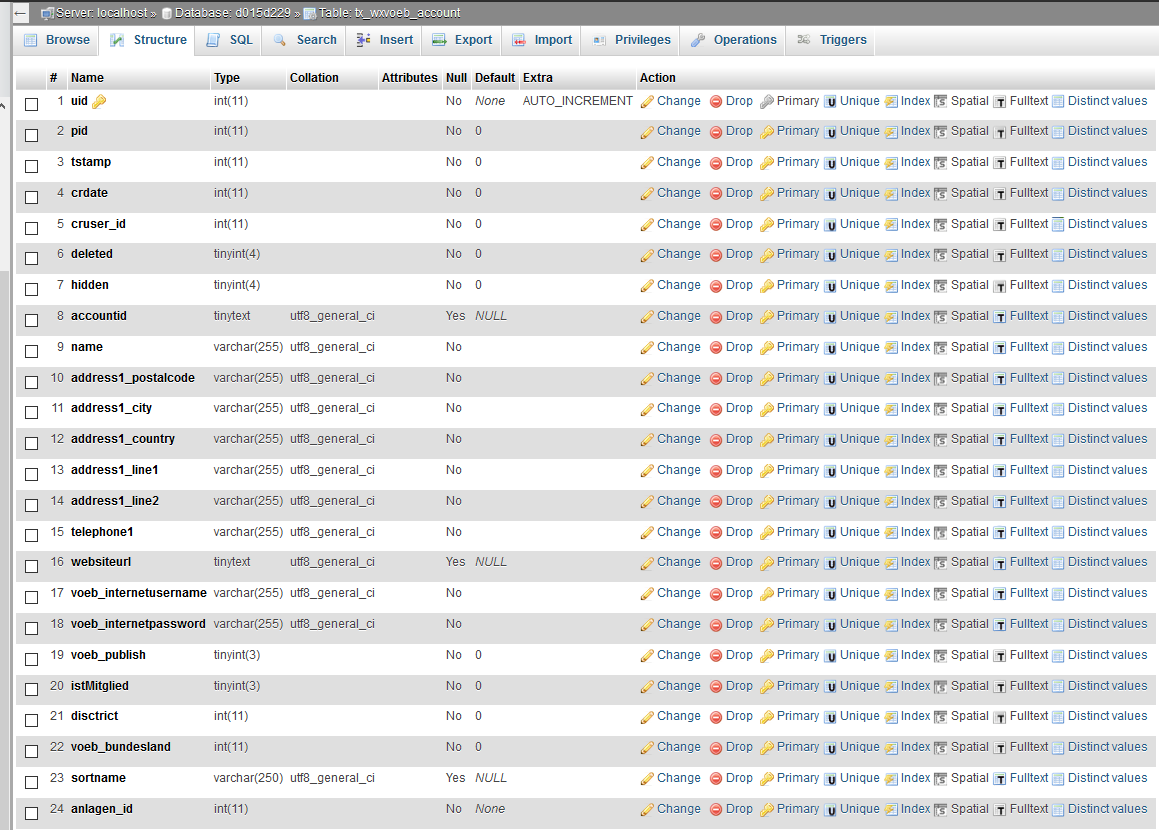 ← Server: localhost » Database: d015d229 » Table: tx_wxvoeb_account
Browse Structure SQL Search Insert Export Import Privileges Operations Triggers
# Name Type Collation Attributes Null Default Extra Action
1 uid int(11) No None AUTO_INCREMENT Change Drop Primary Unique Index Spatial Fulltext Distinct values
2 pid int(11) No 0 Change Drop Primary Unique Index Spatial Fulltext Distinct values
3 tstamp int(11) No 0 Change Drop Primary Unique Index Spatial Fulltext Distinct values
4 crdate int(11) No 0 Change Drop Primary Unique Index Spatial Fulltext Distinct values
5 cruser_id int(11) No 0 Change Drop Primary Unique Index Spatial Fulltext Distinct values
6 deleted tinyint(4) No 0 Change Drop Primary Unique Index Spatial Fulltext Distinct values
7 hidden tinyint(4) No 0 Change Drop Primary Unique Index Spatial Fulltext Distinct values
8 accountid tinytext utf8_general_ci Yes NULL Change Drop Primary Unique Index Spatial Fulltext Distinct values
9 name varchar(255) utf8_general_ci No Change Drop Primary Unique Index Spatial Fulltext Distinct values
10 address1_postalcode varchar(255) utf8_general_ci No Change Drop Primary Unique Index Spatial Fulltext Distinct values
11 address1_city varchar(255) utf8_general_ci No Change Drop Primary Unique Index Spatial Fulltext Distinct values
12 address1_country varchar(255) utf8_general_ci No Change Drop Primary Unique Index Spatial Fulltext Distinct values
13 address1_line1 varchar(255) utf8_general_ci No Change Drop Primary Unique Index Spatial Fulltext Distinct values
14 address1_line2 varchar(255) utf8_general_ci No Change Drop Primary Unique Index Spatial Fulltext Distinct values
15 telephone1 varchar(255) utf8_general_ci No Change Drop Primary Unique Index Spatial Fulltext Distinct values
16 websiteurl tinytext utf8_general_ci Yes NULL Change Drop Primary Unique Index Spatial Fulltext Distinct values
17 voeb_internetusername varchar(255) utf8_general_ci No Change Drop Primary Unique Index Spatial Fulltext Distinct values
18 voeb_internetpassword varchar(255) utf8_general_ci No Change Drop Primary Unique Index Spatial Fulltext Distinct values
19 voeb_publish tinyint(3) No 0 Change Drop Primary Unique Index Spatial Fulltext Distinct values
20 istMitglied tinyint(3) No 0 Change Drop Primary Unique Index Spatial Fulltext Distinct values
21 disctrict int(11) No 0 Change Drop Primary Unique Index Spatial Fulltext Distinct values
22 voeb_bundesland int(11) No 0 Change Drop Primary Unique Index Spatial Fulltext Distinct values
23 sortname varchar(250) utf8_general_ci Yes NULL Change Drop Primary Unique Index Spatial Fulltext Distinct values
24 anlagen_id int(11) No None Change Drop Primary Unique Index Spatial Fulltext Distinct values